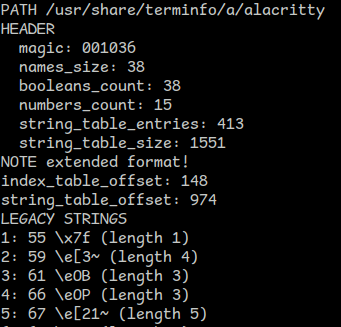 PATH /usr/share/terminfo/a/alacritty
HEADER
magic: 001036
names_size: 38
booleans_count: 38
numbers_count: 15
string_table_entries: 413
string_table_size: 1551
NOTE extended format!
index_table_offset: 148
string_table_offset: 974
LEGACY STRINGS
1: 55 \x7f (length 1)
2: 59 \e[3~ (length 4)
3: 61 \eOB (length 3)
4: 66 \eOP (length 3)
5: 67 \e[21~ (length 5)